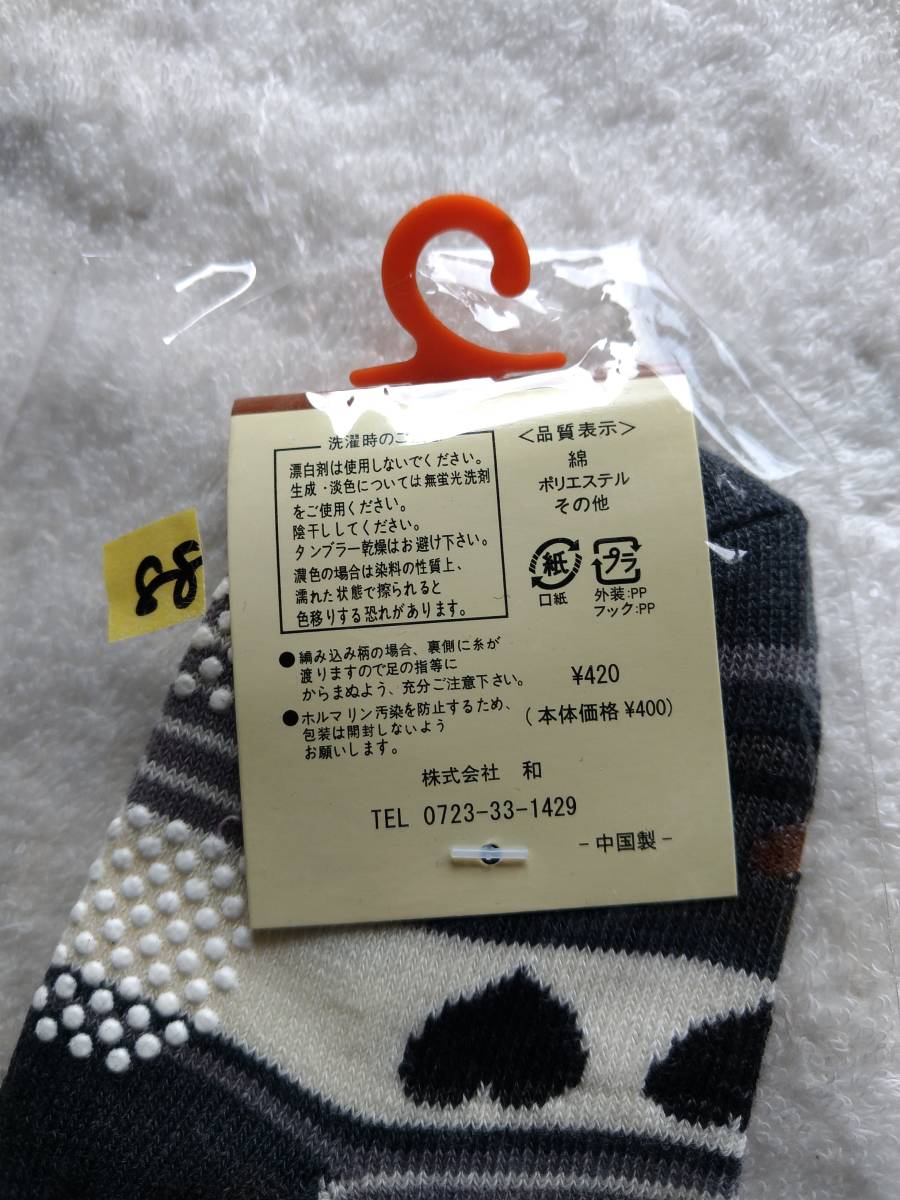 洗濯時のご
漂白剤は使用しないでください。
生成・淡色については無蛍光洗剤
をご使用ください。
陰干ししてください。
タンブラー乾燥はお避け下さい。
濃色の場合は染料の性質上、
濡れた状態で擦られると
色移りする恐れがあります。
●編み込み柄の場合、裏側に糸が
渡りますので足の指等に
からまぬよう、充分ご注意下さい。
●ホルマリン汚染を防止するため、
包装は開封しないよう
お願いします。
<品質表示>
綿
ポリエステル
その他
紙
口紙
プラ
外装:PP
フック:PP
¥420
(本体価格¥400)
株式会社 和
TEL 0723-33-1429
-中国製-
88